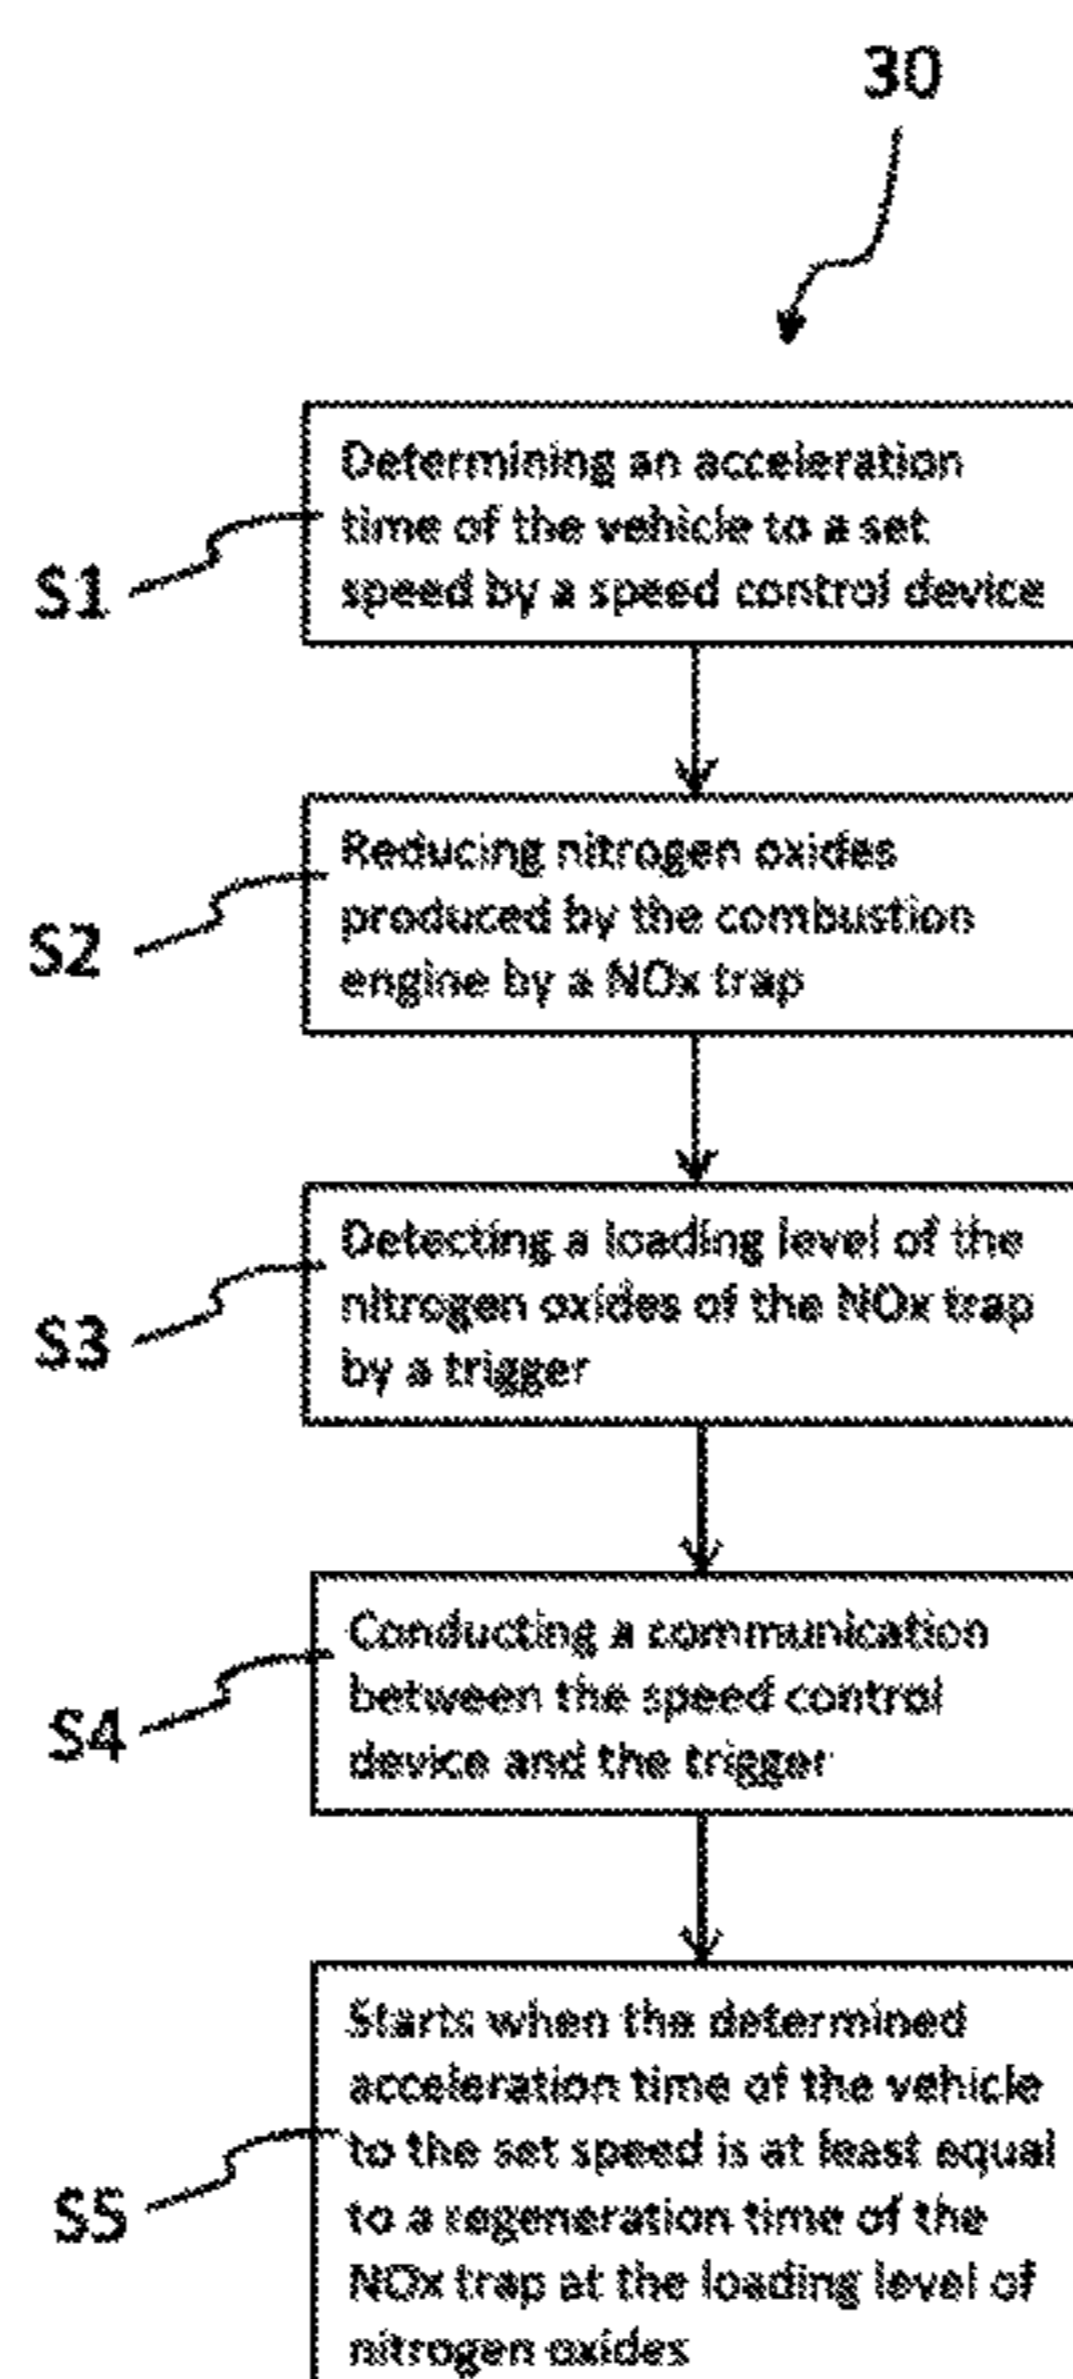 30
S1
Determining an acceleration
time of the vehicle to a set
speed by a speed control device
S2
Reducing nitrogen oxides
produced by the combustion
engine by a NOx trap
S3
Detecting a loading level of the
nitrogen oxides of the NOx trap
by a trigger
S4
Conducting a communication
between the speed control
device and the trigger
S5
Starts when the determined
acceleration time of the vehicle
to the set speed is at least equal
to a regeneration time of the
NOx trap at the loading level of
nitrogen oxides